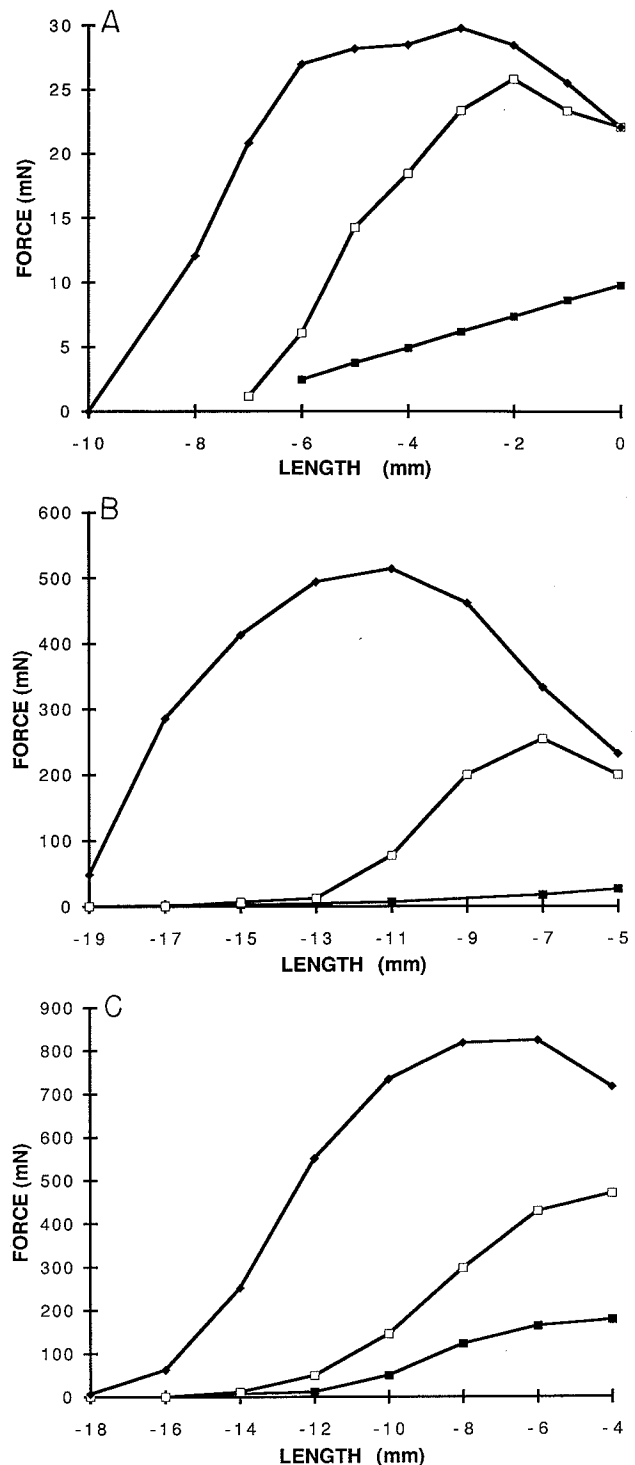 A
30
25
20
15
10
5
0
FORCE (mN)
-10 -8 -6 -4 -2 0
LENGTH (mm)
B
600
500
400
300
200
100
0
FORCE (mN)
-19 -17 -15 -13 -11 -9 -7 -5
LENGTH (mm)
C
900
800
700
600
500
400
300
200
100
0
FORCE (mN)
-18 -16 -14 -12 -10 -8 -6 -4
LENGTH (mm)